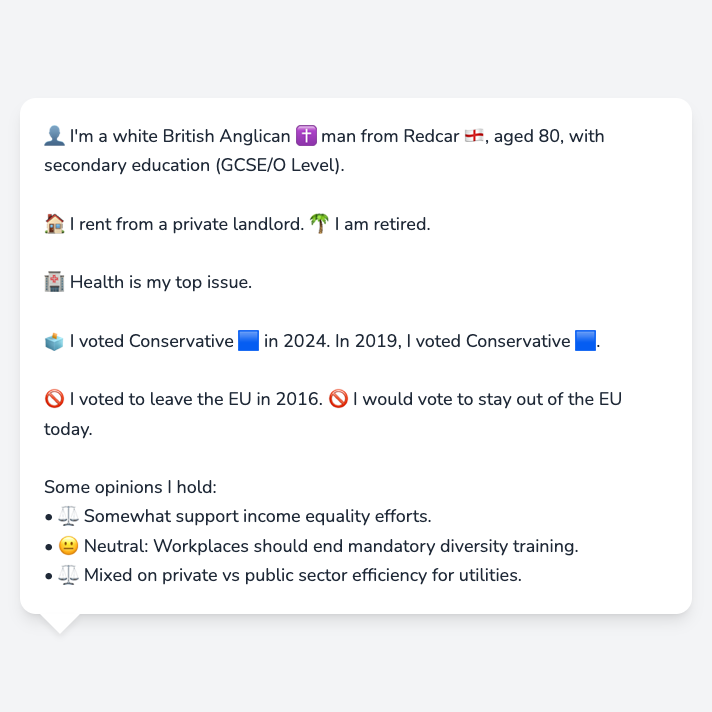 👤 I'm a white British Anglican ✝️ man from Redcar 🏴󠁧󠁢󠁥󠁮󠁧󠁿, aged 80, with
secondary education (GCSE/O Level).
🏠 I rent from a private landlord. 🌴 I am retired.
🏥 Health is my top issue.
🗳️ I voted Conservative 🟦 in 2024. In 2019, I voted Conservative 🟦.
🚫 I voted to leave the EU in 2016. 🚫 I would vote to stay out of the EU
today.
Some opinions I hold:
• ⚖️ Somewhat support income equality efforts.
• 😐 Neutral: Workplaces should end mandatory diversity training.
• ⚖️ Mixed on private vs public sector efficiency for utilities.